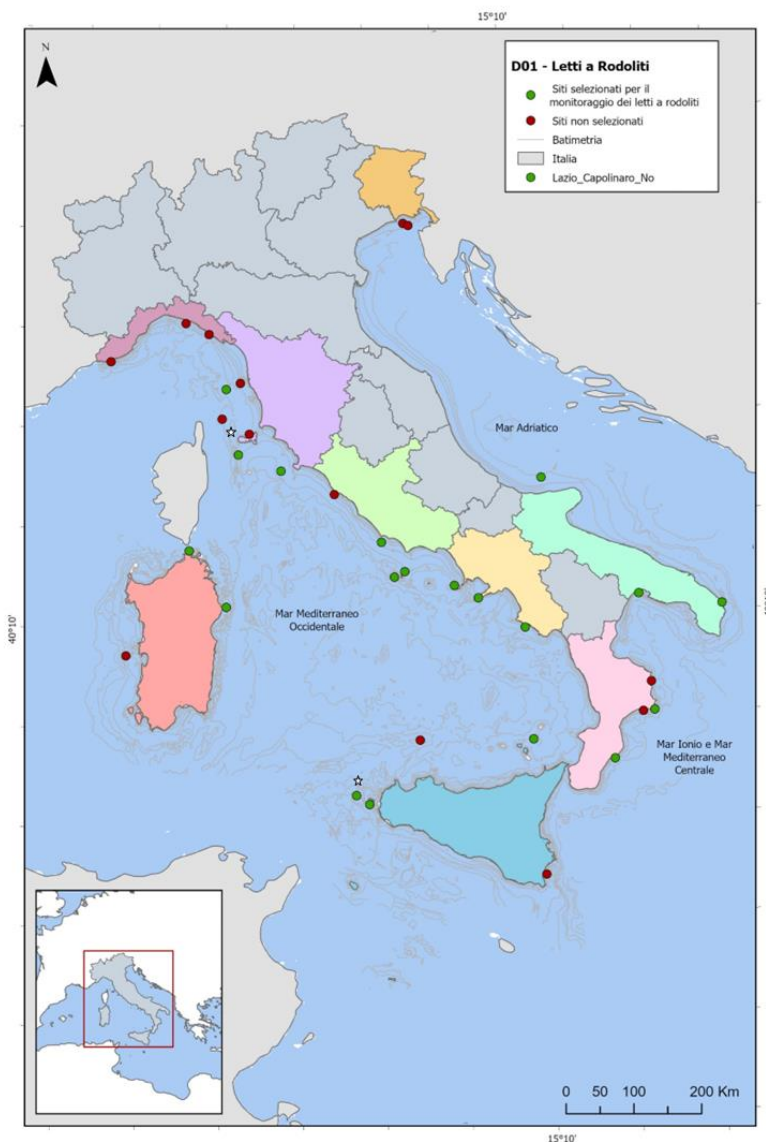 15°10'
N
D01 - Letti a Rodoliti
Siti selezionati per il
monitoraggio dei letti a rodoliti
Siti non selezionati
Batimetria
Italia
Lazio_Capolinaro_No
Mar Adriatico
40°10'
Mar Mediterraneo
Occidentale
Mar Ionio e Mar
Mediterraneo
Centrale
0 50 100 200 Km
15°10'